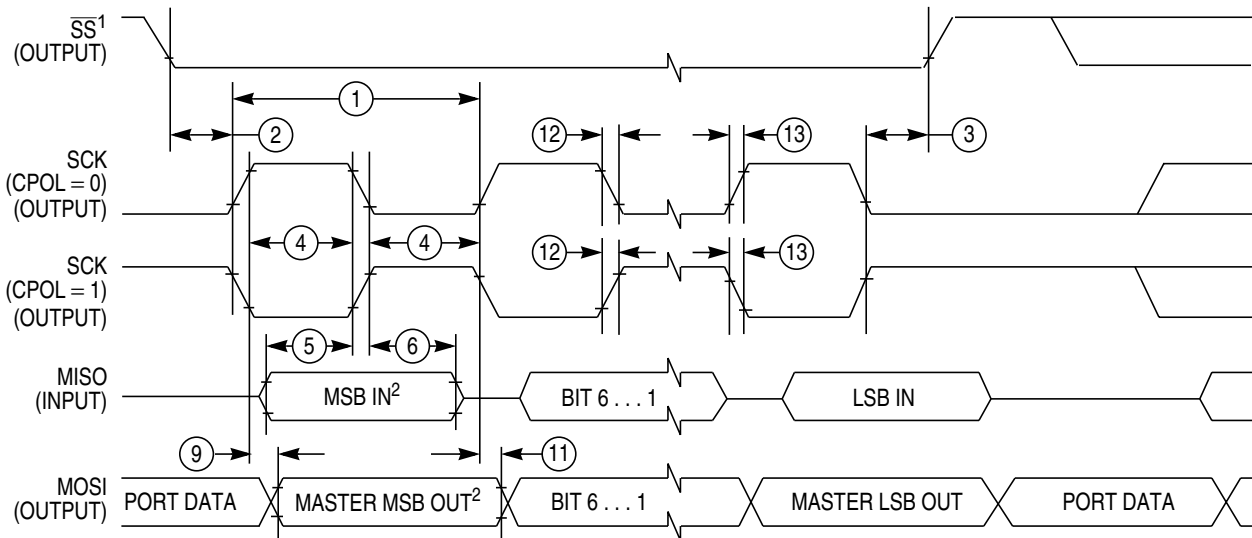 SS¹
(OUTPUT)
1
2
12
13
3
SCK
(CPOL = 0)
(OUTPUT)
4
4
SCK
(CPOL = 1)
(OUTPUT)
12
13
5
6
MISO
(INPUT)
MSB IN²
BIT 6 . . . 1
LSB IN
9
11
MOSI
(OUTPUT)
PORT DATA
MASTER MSB OUT²
BIT 6 . . . 1
MASTER LSB OUT
PORT DATA